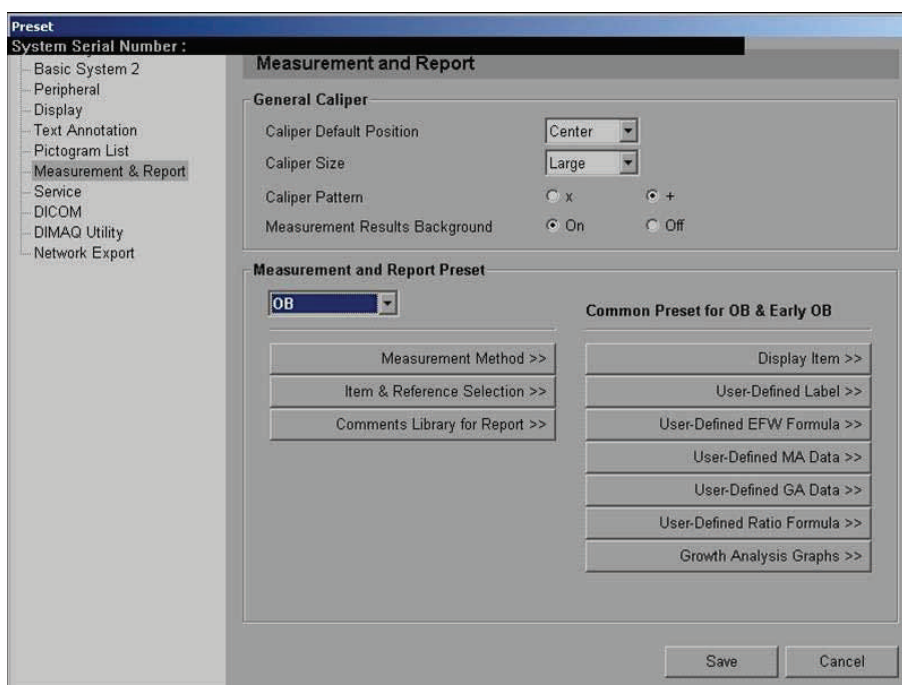 Preset
System Serial Number :
Basic System 2
Peripheral
Display
Text Annotation
Pictogram List
Measurement & Report
Service
DICOM
DIMAQ Utility
Network Export
Measurement and Report
General Caliper
Caliper Default Position
Center
Caliper Size
Large
Caliper Pattern
x
+
Measurement Results Background
On
Off
Measurement and Report Preset
OB
Measurement Method >>
Item & Reference Selection >>
Comments Library for Report >>
Common Preset for OB & Early OB
Display Item >>
User-Defined Label >>
User-Defined EFW Formula >>
User-Defined MA Data >>
User-Defined GA Data >>
User-Defined Ratio Formula >>
Growth Analysis Graphs >>
Save
Cancel